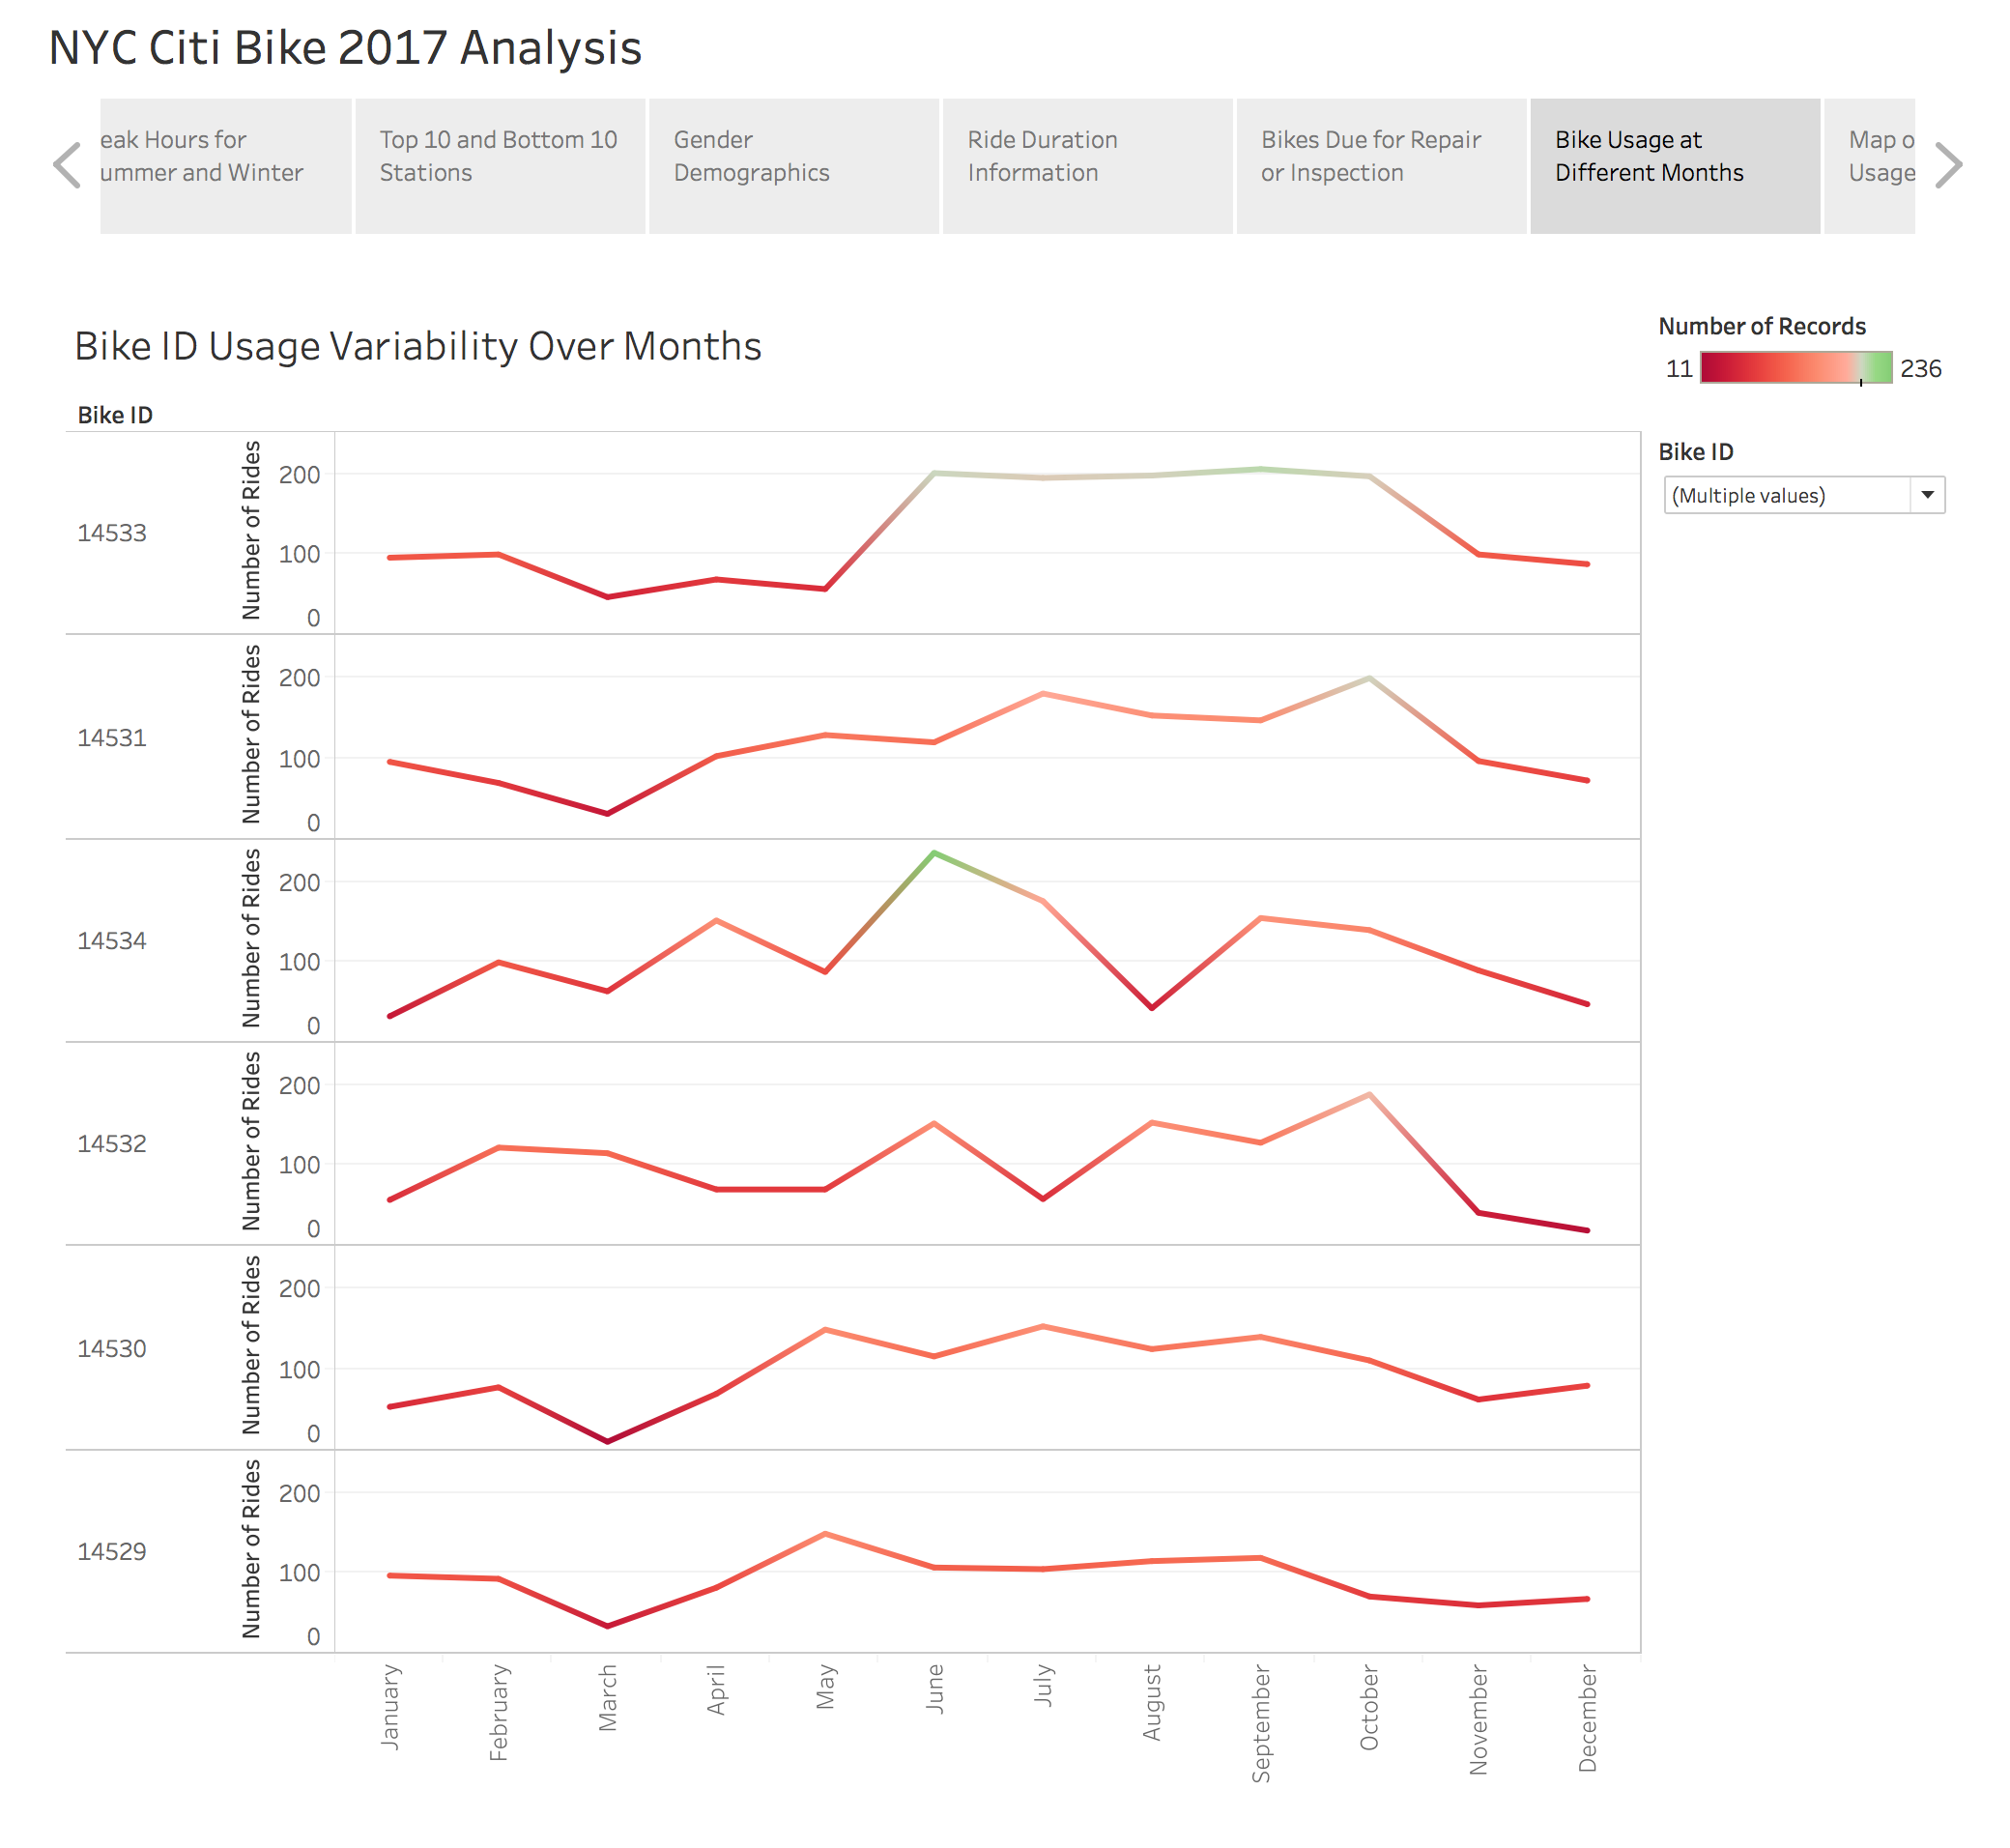 NYC Citi Bike 2017 Analysis
eak Hours for
ummer and Winter
Top 10 and Bottom 10
Stations
Gender
Demographics
Ride Duration
Information
Bikes Due for Repair
or Inspection
Bike Usage at
Different Months
Map o
Usage
Bike ID Usage Variability Over Months
Number of Records
11 236
Bike ID
(Multiple values)
Bike ID
14533
Number of Rides
200
100
0
14531
Number of Rides
200
100
0
14534
Number of Rides
200
100
0
14532
Number of Rides
200
100
0
14530
Number of Rides
200
100
0
14529
Number of Rides
200
100
0
January
February
March
April
May
June
July
August
September
October
November
December